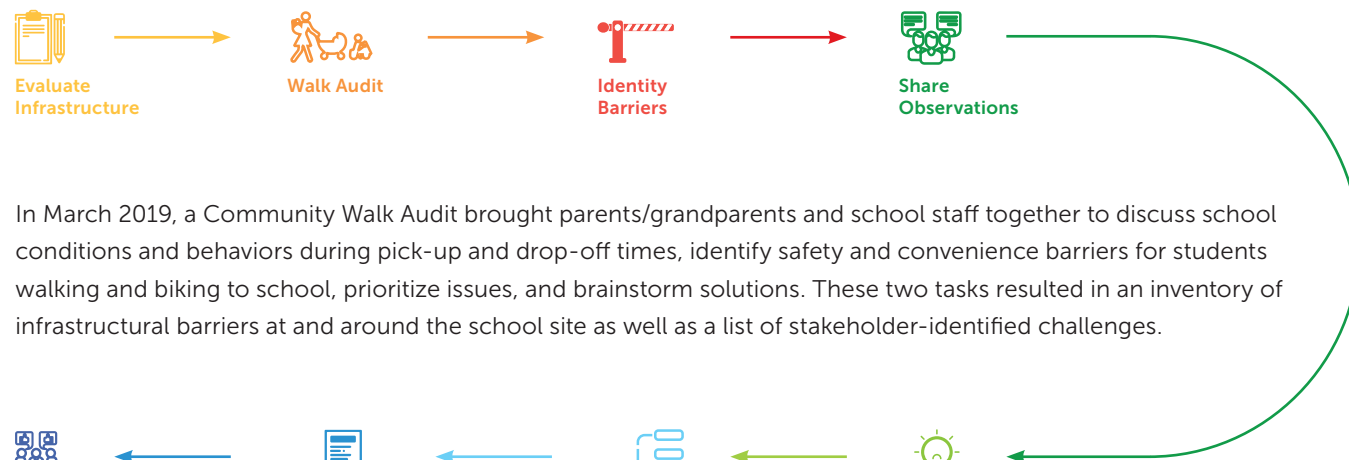 Evaluate
Infrastructure
Walk Audit
Identity
Barriers
Share
Observations
In March 2019, a Community Walk Audit brought parents/grandparents and school staff together to discuss school
conditions and behaviors during pick-up and drop-off times, identify safety and convenience barriers for students
walking and biking to school, prioritize issues, and brainstorm solutions. These two tasks resulted in an inventory of
infrastructural barriers at and around the school site as well as a list of stakeholder-identified challenges.